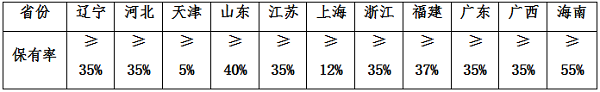 省份 辽宁 河北 天津 山东 江苏 上海 浙江 福建 广东 广西 海南
保有率 ≥35% ≥35% ≥5% ≥40% ≥35% ≥12% ≥35% ≥37% ≥35% ≥35% ≥55%